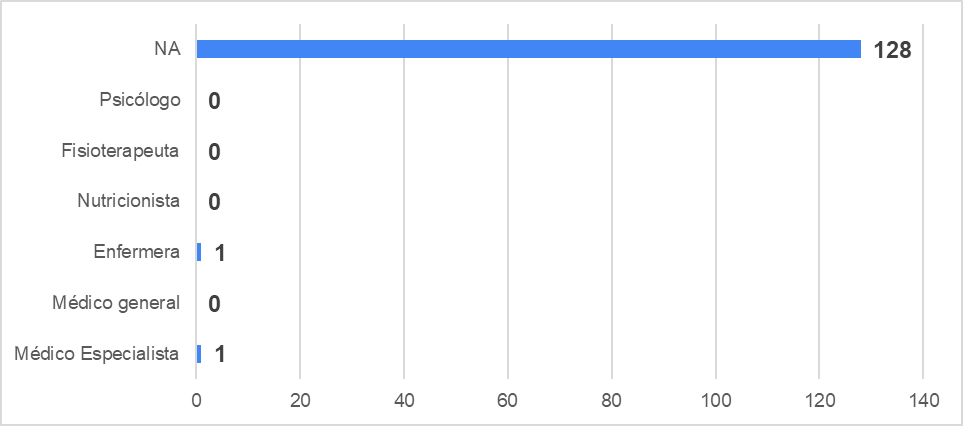 NA 128
Psicólogo 0
Fisioterapeuta 0
Nutricionista 0
Enfermera 1
Médico general 0
Médico Especialista 1
0 20 40 60 80 100 120 140